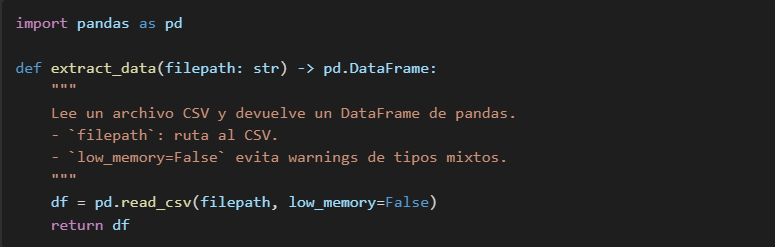 import pandas as pd
def extract_data(filepath: str) -> pd.DataFrame:
    """
    Lee un archivo CSV y devuelve un DataFrame de pandas.
    - `filepath`: ruta al CSV.
    - `low_memory=False` evita warnings de tipos mixtos.
    """
    df = pd.read_csv(filepath, low_memory=False)
    return df